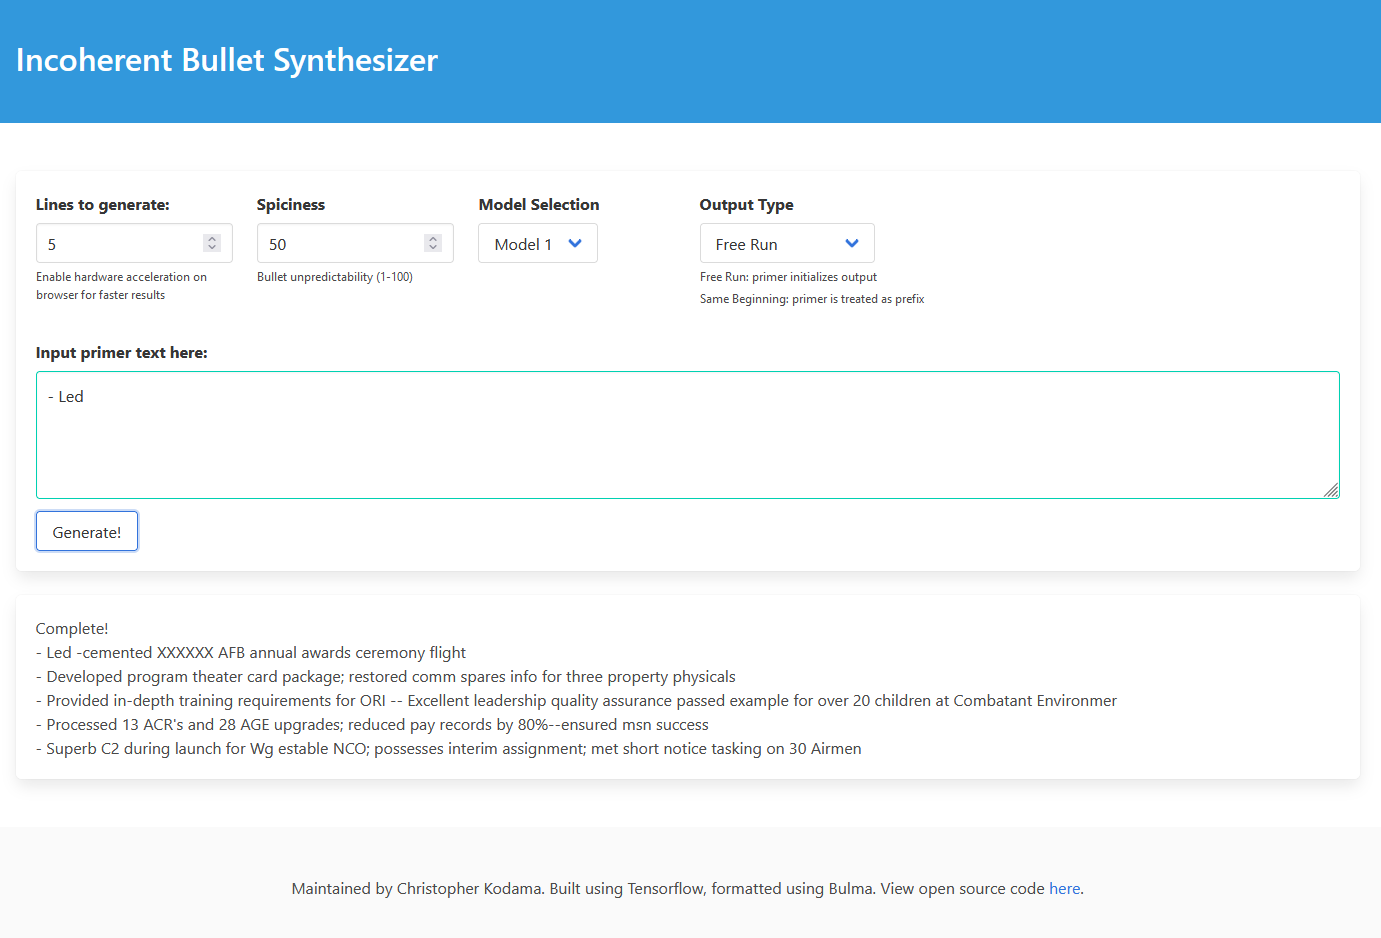 Incoherent Bullet Synthesizer
Lines to generate:
5
Enable hardware acceleration on
browser for faster results
Spiciness
50
Bullet unpredictability (1-100)
Model Selection
Model 1
Output Type
Free Run
Free Run: primer initializes output
Same Beginning: primer is treated as prefix
Input primer text here:
- Led
Generate!
Complete!
- Led -cemented XXXXXX AFB annual awards ceremony flight
- Developed program theater card package; restored comm spares info for three property physicals
- Provided in-depth training requirements for ORI -- Excellent leadership quality assurance passed example for over 20 children at Combatant Environmer
- Processed 13 ACR's and 28 AGE upgrades; reduced pay records by 80%--ensured msn success
- Superb C2 during launch for Wg estable NCO; possesses interim assignment; met short notice tasking on 30 Airmen
Maintained by Christopher Kodama. Built using Tensorflow, formatted using Bulma. View open source code here.